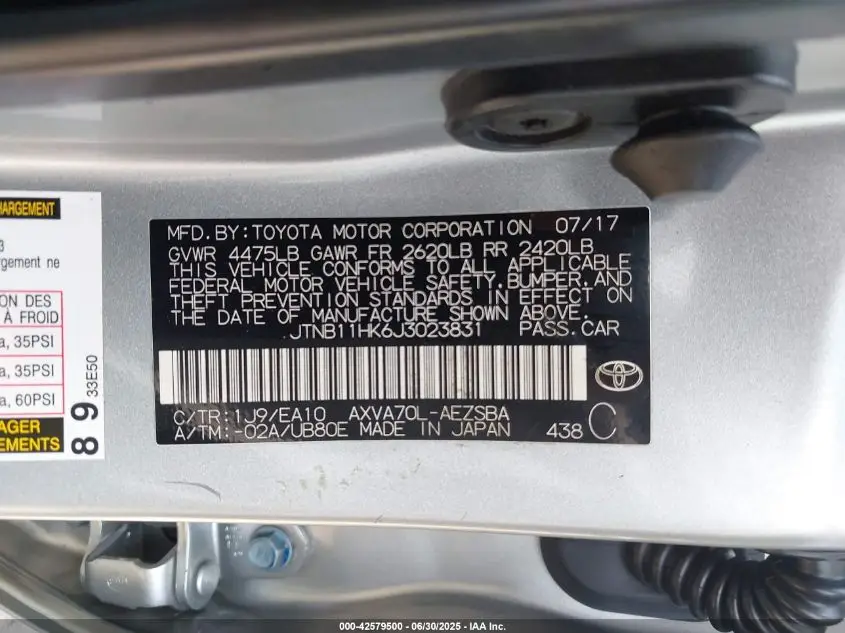 HARGEMENT
3
rgement ne
ON DES
À FROID
a, 35PSI
a, 35PSI
a, 60PSI
AGER
EMENTS
89
33E50
MFD.BY:TOYOTA MOTOR CORPORATION 07/17
GVWR 4475LB GAWR FR 2620LB RR 2420LB
THIS VEHICLE CONFORMS TO ALL APPLICABLE
FEDERAL MOTOR VEHICLE SAFETY,BUMPER,AND
THEFT PREVENTION STANDARDS IN EFFECT ON
THE DATE OF MANUFACTURE SHOWN ABOVE.
JTNB11HK6J3023831 PASS.CAR
C/TR:1J9/EA10 AXVA70L-AEZSBA
A/TM:-02A/UB80E MADE IN JAPAN 438 C
000-42579500 - 06/30/2025 - IAA Inc.